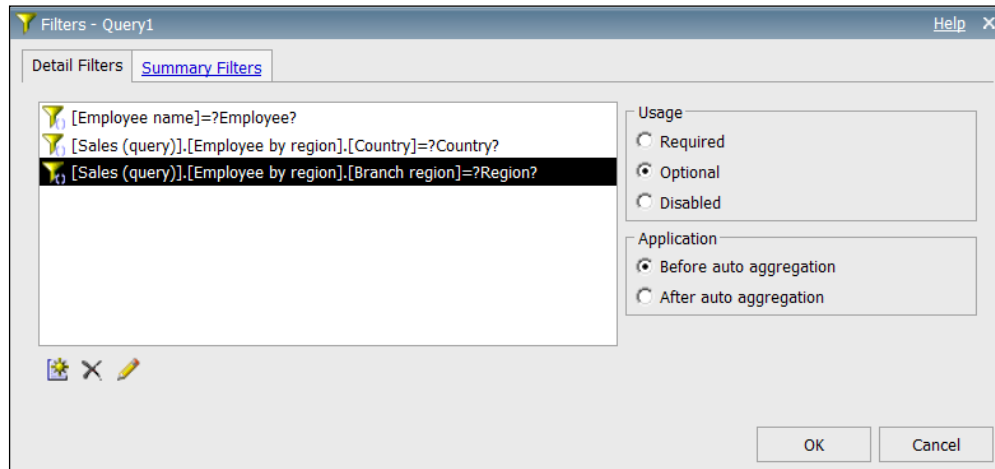 Filters - Query1 Help
Detail Filters Summary Filters
[Employee name]=?Employee?
[Sales (query)].[Employee by region].[Country]=?Country?
[Sales (query)].[Employee by region].[Branch region]=?Region?
Usage
Required
Optional
Disabled
Application
Before auto aggregation
After auto aggregation
OK Cancel